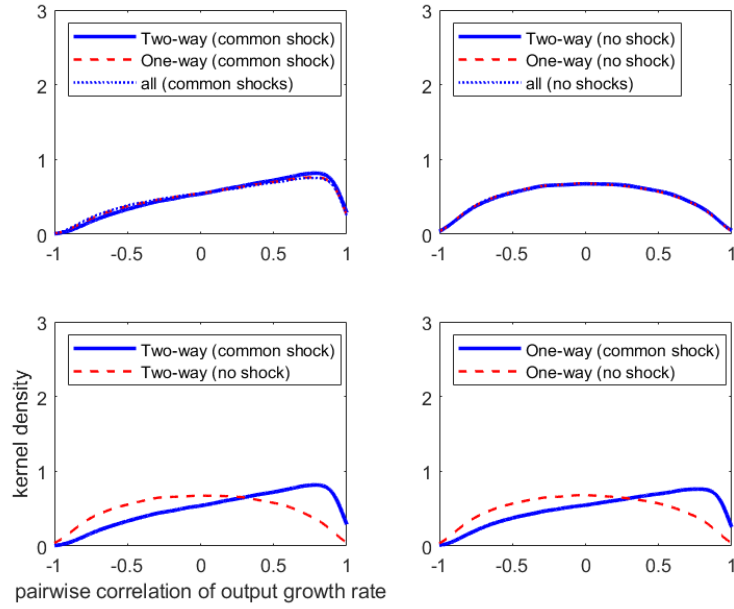 3
2
1
0
Two-way (common shock)
One-way (common shock)
all (common shocks)
-1 -0.5 0 0.5 1
3
2
1
0
Two-way (no shock)
One-way (no shock)
all (no shocks)
-1 -0.5 0 0.5 1
kernel density
3
2
1
0
Two-way (common shock)
Two-way (no shock)
-1 -0.5 0 0.5 1
pairwise correlation of output growth rate
3
2
1
0
One-way (common shock)
One-way (no shock)
-1 -0.5 0 0.5 1